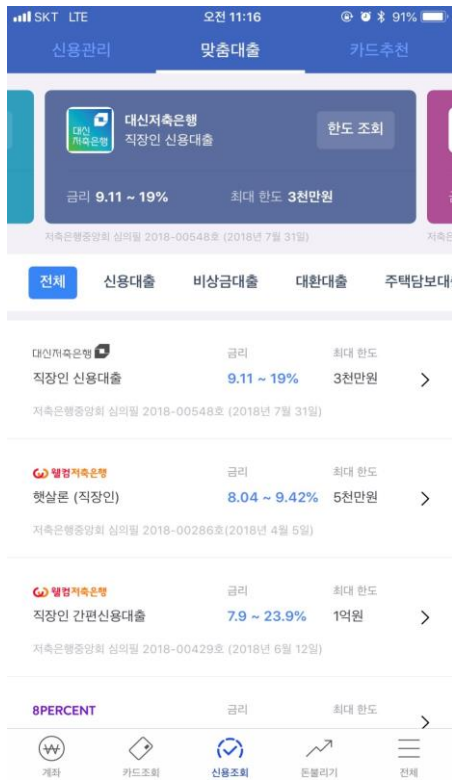 SKT LTE 오전 11:16 91%
신용관리 맞춤대출 카드추천
대신저축은행
대신저축은행
직장인 신용대출
한도 조회
금리 9.11 ~ 19% 최대 한도 3천만원
저축은행중앙회 심의필 2018-00548호 (2018년 7월 31일) 저축은
전체 신용대출 비상금대출 대환대출 주택담보대
대신저축은행 금리 최대 한도
직장인 신용대출 9.11 ~ 19% 3천만원
저축은행중앙회 심의필 2018-00548호 (2018년 7월 31일)
웰컴저축은행 금리 최대 한도
햇살론 (직장인) 8.04 ~ 9.42% 5천만원
저축은행중앙회 심의필 2018-00286호(2018년 4월 5일)
웰컴저축은행 금리 최대 한도
직장인 간편신용대출 7.9 ~ 23.9% 1억원
저축은행중앙회 심의필 2018-00429호 (2018년 6월 12일)
8PERCENT 금리 최대 한도
계좌 카드조회 신용조회 돈불리기 전체